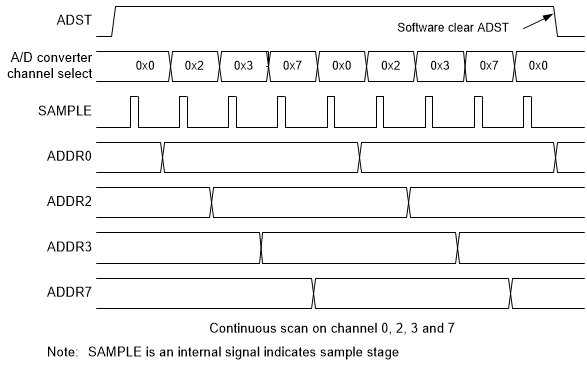 ADST
Software clear ADST
A/D converter
channel select
0x0 0x2 0x3 0x7 0x0 0x2 0x3 0x7 0x0
SAMPLE
ADDR0
ADDR2
ADDR3
ADDR7
Continuous scan on channel 0, 2, 3 and 7
Note: SAMPLE is an internal signal indicates sample stage